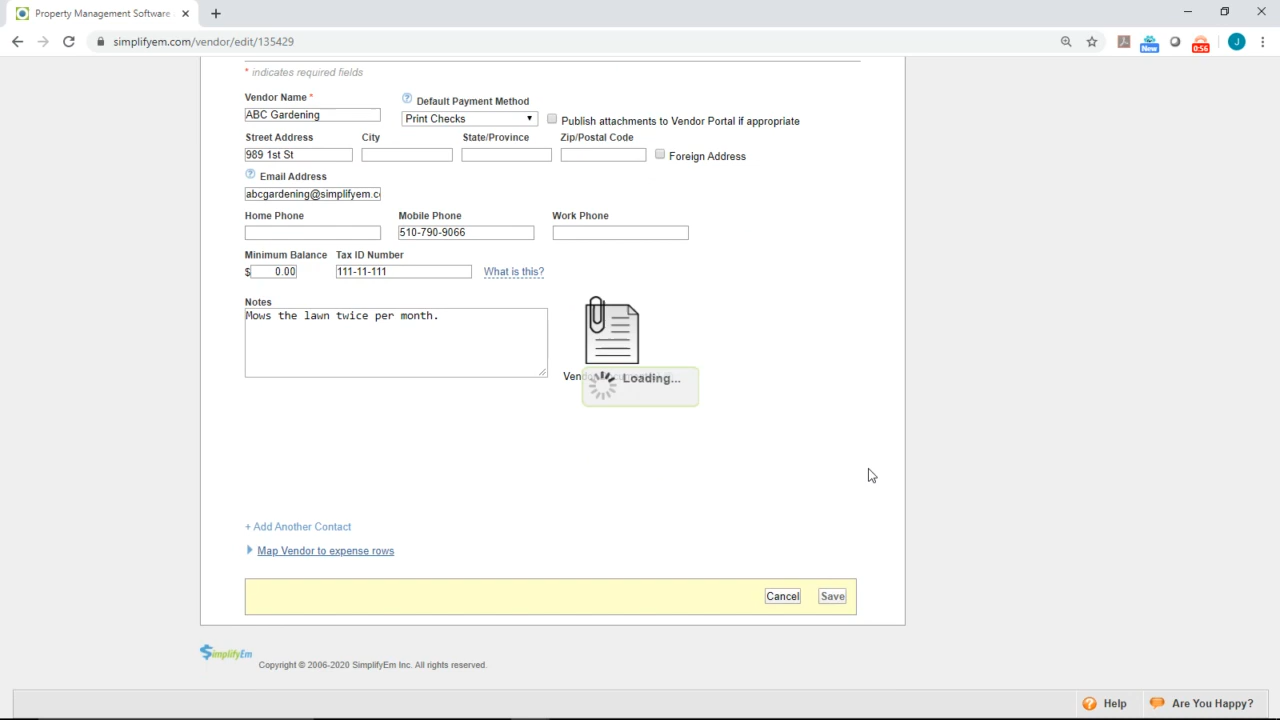 Property Management Software
simplifyem.com/vendor/edit/135429
New
0:56
J
* indicates required fields
Vendor Name *
? Default Payment Method
ABC Gardening
Print Checks
Publish attachments to Vendor Portal if appropriate
Street Address City State/Province Zip/Postal Code
989 1st St
Foreign Address
? Email Address
abcgardening@simplifyem.c
Home Phone Mobile Phone Work Phone
510-790-9066
Minimum Balance Tax ID Number
$ 0.00 111-11-111 What is this?
Notes
Mows the lawn twice per month.
Loading...
+ Add Another Contact
Map Vendor to expense rows
Cancel Save
SimplifyEm
Copyright © 2006-2020 SimplifyEm Inc. All rights reserved.
? Help Are You Happy?